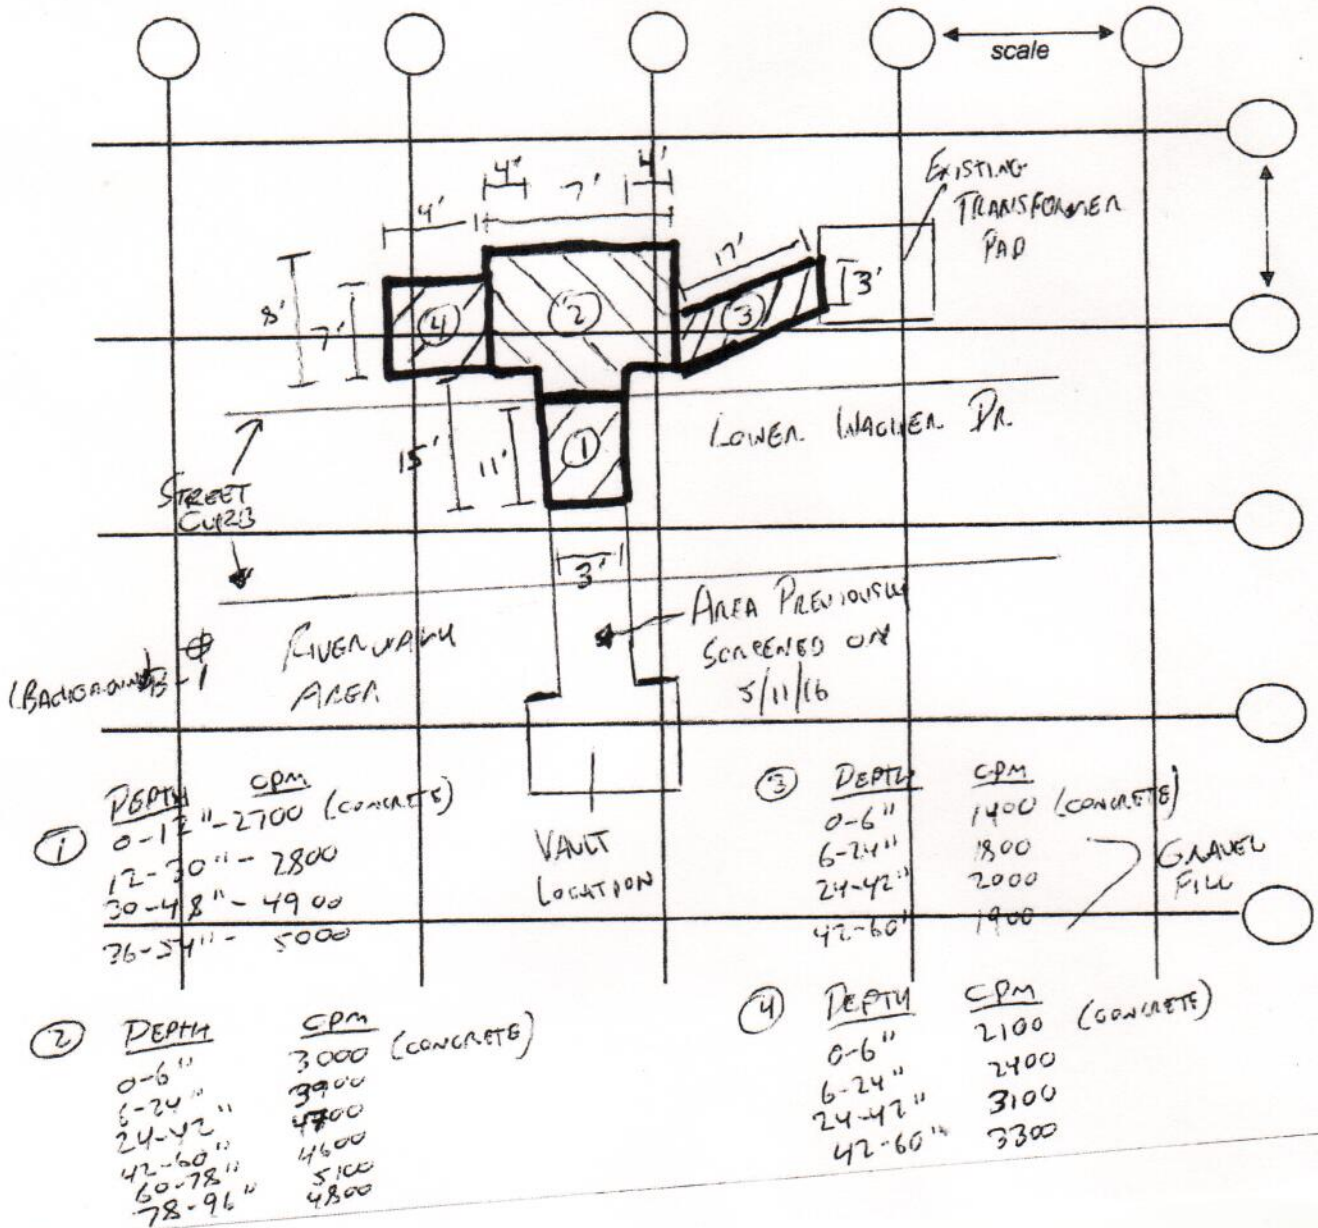 scale
4' 7' 4'
4'
EXISTING
TRANSFORMER
PAD
17'
3'
8'
7'
4
2
3
LOWER WACKER DR.
15'
11'
1
STREET
CURB
3'
AREA PREVIOUSLY
SCREENED ON
5/11/16
RIVERWALK
AREA
(BACKGROUND) B-1
VAULT
LOCATION
1 DEPTH CPM
0-12"-2700 (CONCRETE)
12-30"-2800
30-48"-4900
36-54"-5000
3 DEPTH CPM
0-6" 1400 (CONCRETE)
6-24" 1800
24-42" 2000
42-60" 1900
GRAVEL
FILL
2 DEPTH CPM
0-6" 3000 (CONCRETE)
6-24" 3900
24-42" 4700
42-60" 4600
60-78" 5100
78-96" 4800
4 DEPTH CPM
0-6" 2100 (CONCRETE)
6-24" 2400
24-42" 3100
42-60" 3300